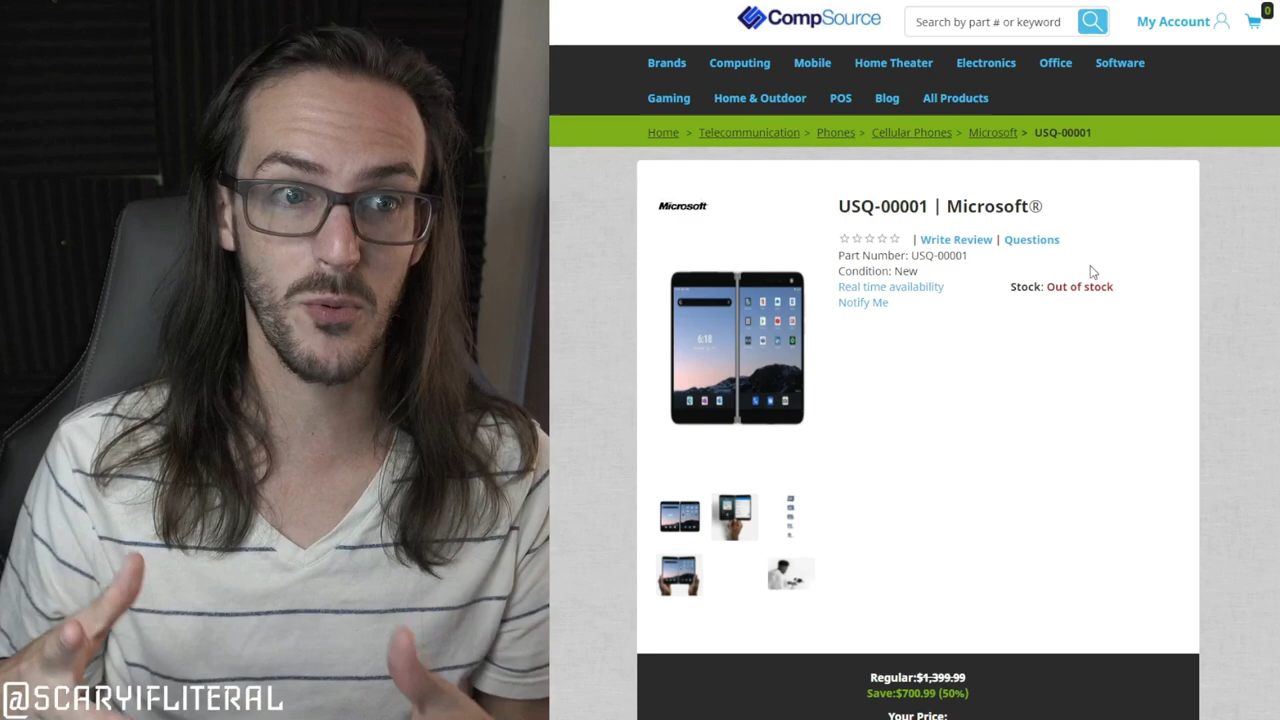 CompSource
Search by part # or keyword
My Account
0
Brands Computing Mobile Home Theater Electronics Office Software
Gaming Home & Outdoor POS Blog All Products
Home > Telecommunication > Phones > Cellular Phones > Microsoft > USQ-00001
Microsoft
USQ-00001 | Microsoft®
| Write Review | Questions
Part Number: USQ-00001
Condition: New
Real time availability
Stock: Out of stock
Notify Me
6:18
Regular:$1,399.99
Save:$700.99 (50%)
Your Price:
@SCARYIFLITERAL